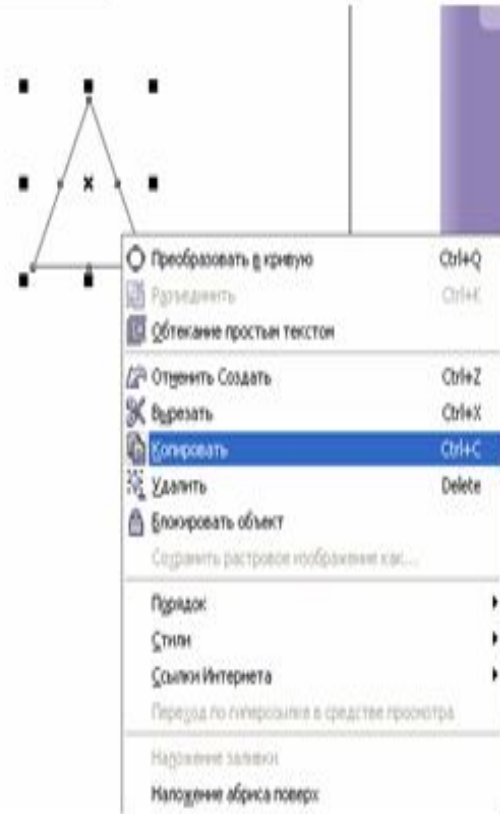 Преобразовать в кривую Ctrl+Q
Разъединить Ctrl+K
Обтекание простым текстом
Отменить Создать Ctrl+Z
Вырезать Ctrl+X
Копировать Ctrl+C
Удалить Delete
Блокировать объект
Сохранить растровое изображение как...
Порядок
Стили
Ссылки Интернета
Переход по гиперссылке в средстве просмотра
Наложение заливки
Наложение абриса поверх